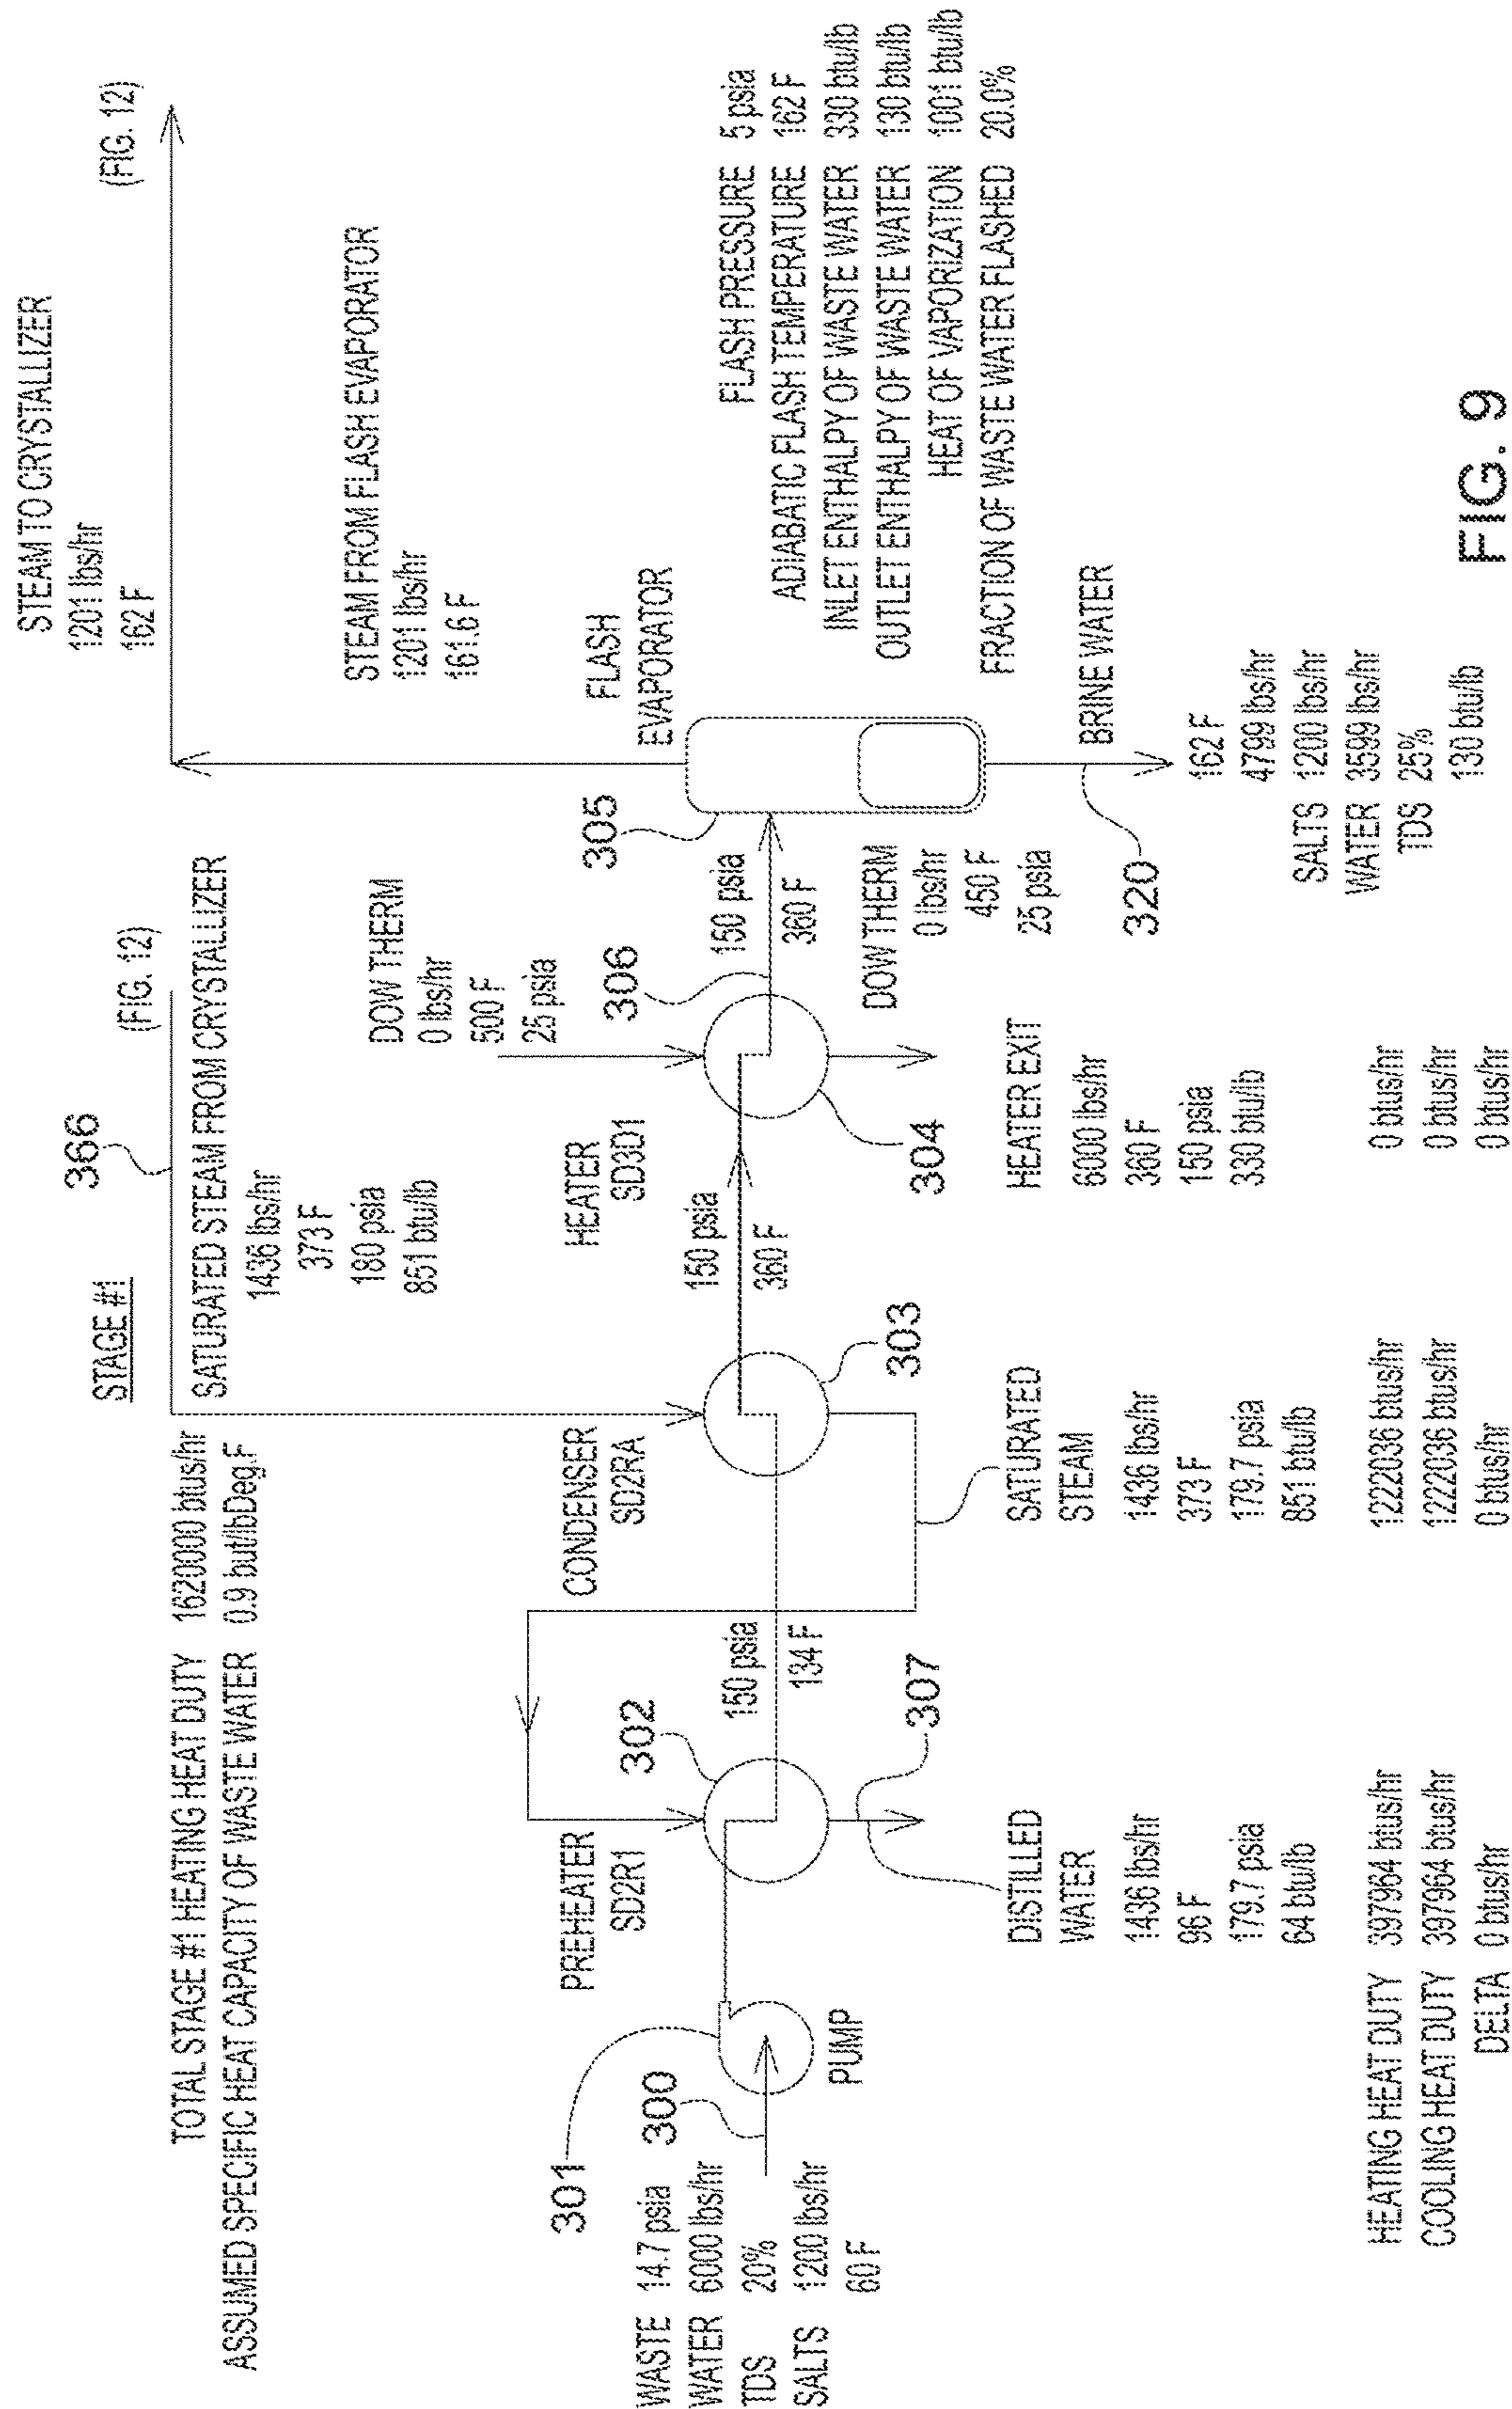 STAGE #1
TOTAL STAGE #1 HEATING HEAT DUTY 1620000 btus/hr
ASSUMED SPECIFIC HEAT CAPACITY OF WASTE WATER 0.9 but/lbDeg.F
366
(FIG. 12)
SATURATED STEAM FROM CRYSTALLIZER
1436 lbs/hr
373 F
180 psia
851 btu/lb
STEAM TO CRYSTALLIZER
1201 lbs/hr
162 F
(FIG. 12)
STEAM FROM FLASH EVAPORATOR
1201 lbs/hr
161.6 F
DOW THERM
0 lbs/hr
500 F
25 psia
301
WASTE 14.7 psia
WATER 6000 lbs/hr
TDS 20%
SALTS 1200 lbs/hr
60 F
300
PUMP
PREHEATER
SD2R1
302
150 psia
134 F
307
CONDENSER
SD2RA
303
150 psia
360 F
HEATER
SD3D1
304
306
150 psia
360 F
305
FLASH
EVAPORATOR
DOW THERM
0 lbs/hr
450 F
25 psia
FLASH PRESSURE 5 psia
ADIABATIC FLASH TEMPERATURE 162 F
INLET ENTHALPY OF WASTE WATER 330 btu/lb
OUTLET ENTHALPY OF WASTE WATER 130 btu/lb
HEAT OF VAPORIZATION 1001 btu/lb
FRACTION OF WASTE WATER FLASHED 20.0%
320
BRINE WATER
162 F
4799 lbs/hr
SALTS 1200 lbs/hr
WATER 3599 lbs/hr
TDS 25%
130 btu/lb
DISTILLED
WATER
1436 lbs/hr
96 F
179.7 psia
64 btu/lb
SATURATED
STEAM
1436 lbs/hr
373 F
179.7 psia
851 btu/lb
HEATER EXIT
6000 lbs/hr
360 F
150 psia
330 btu/lb
HEATING HEAT DUTY 397964 btus/hr 1222036 btus/hr 0 btus/hr
COOLING HEAT DUTY 397964 btus/hr 1222036 btus/hr 0 btus/hr
DELTA 0 btus/hr 0 btus/hr 0 btus/hr
FIG. 9